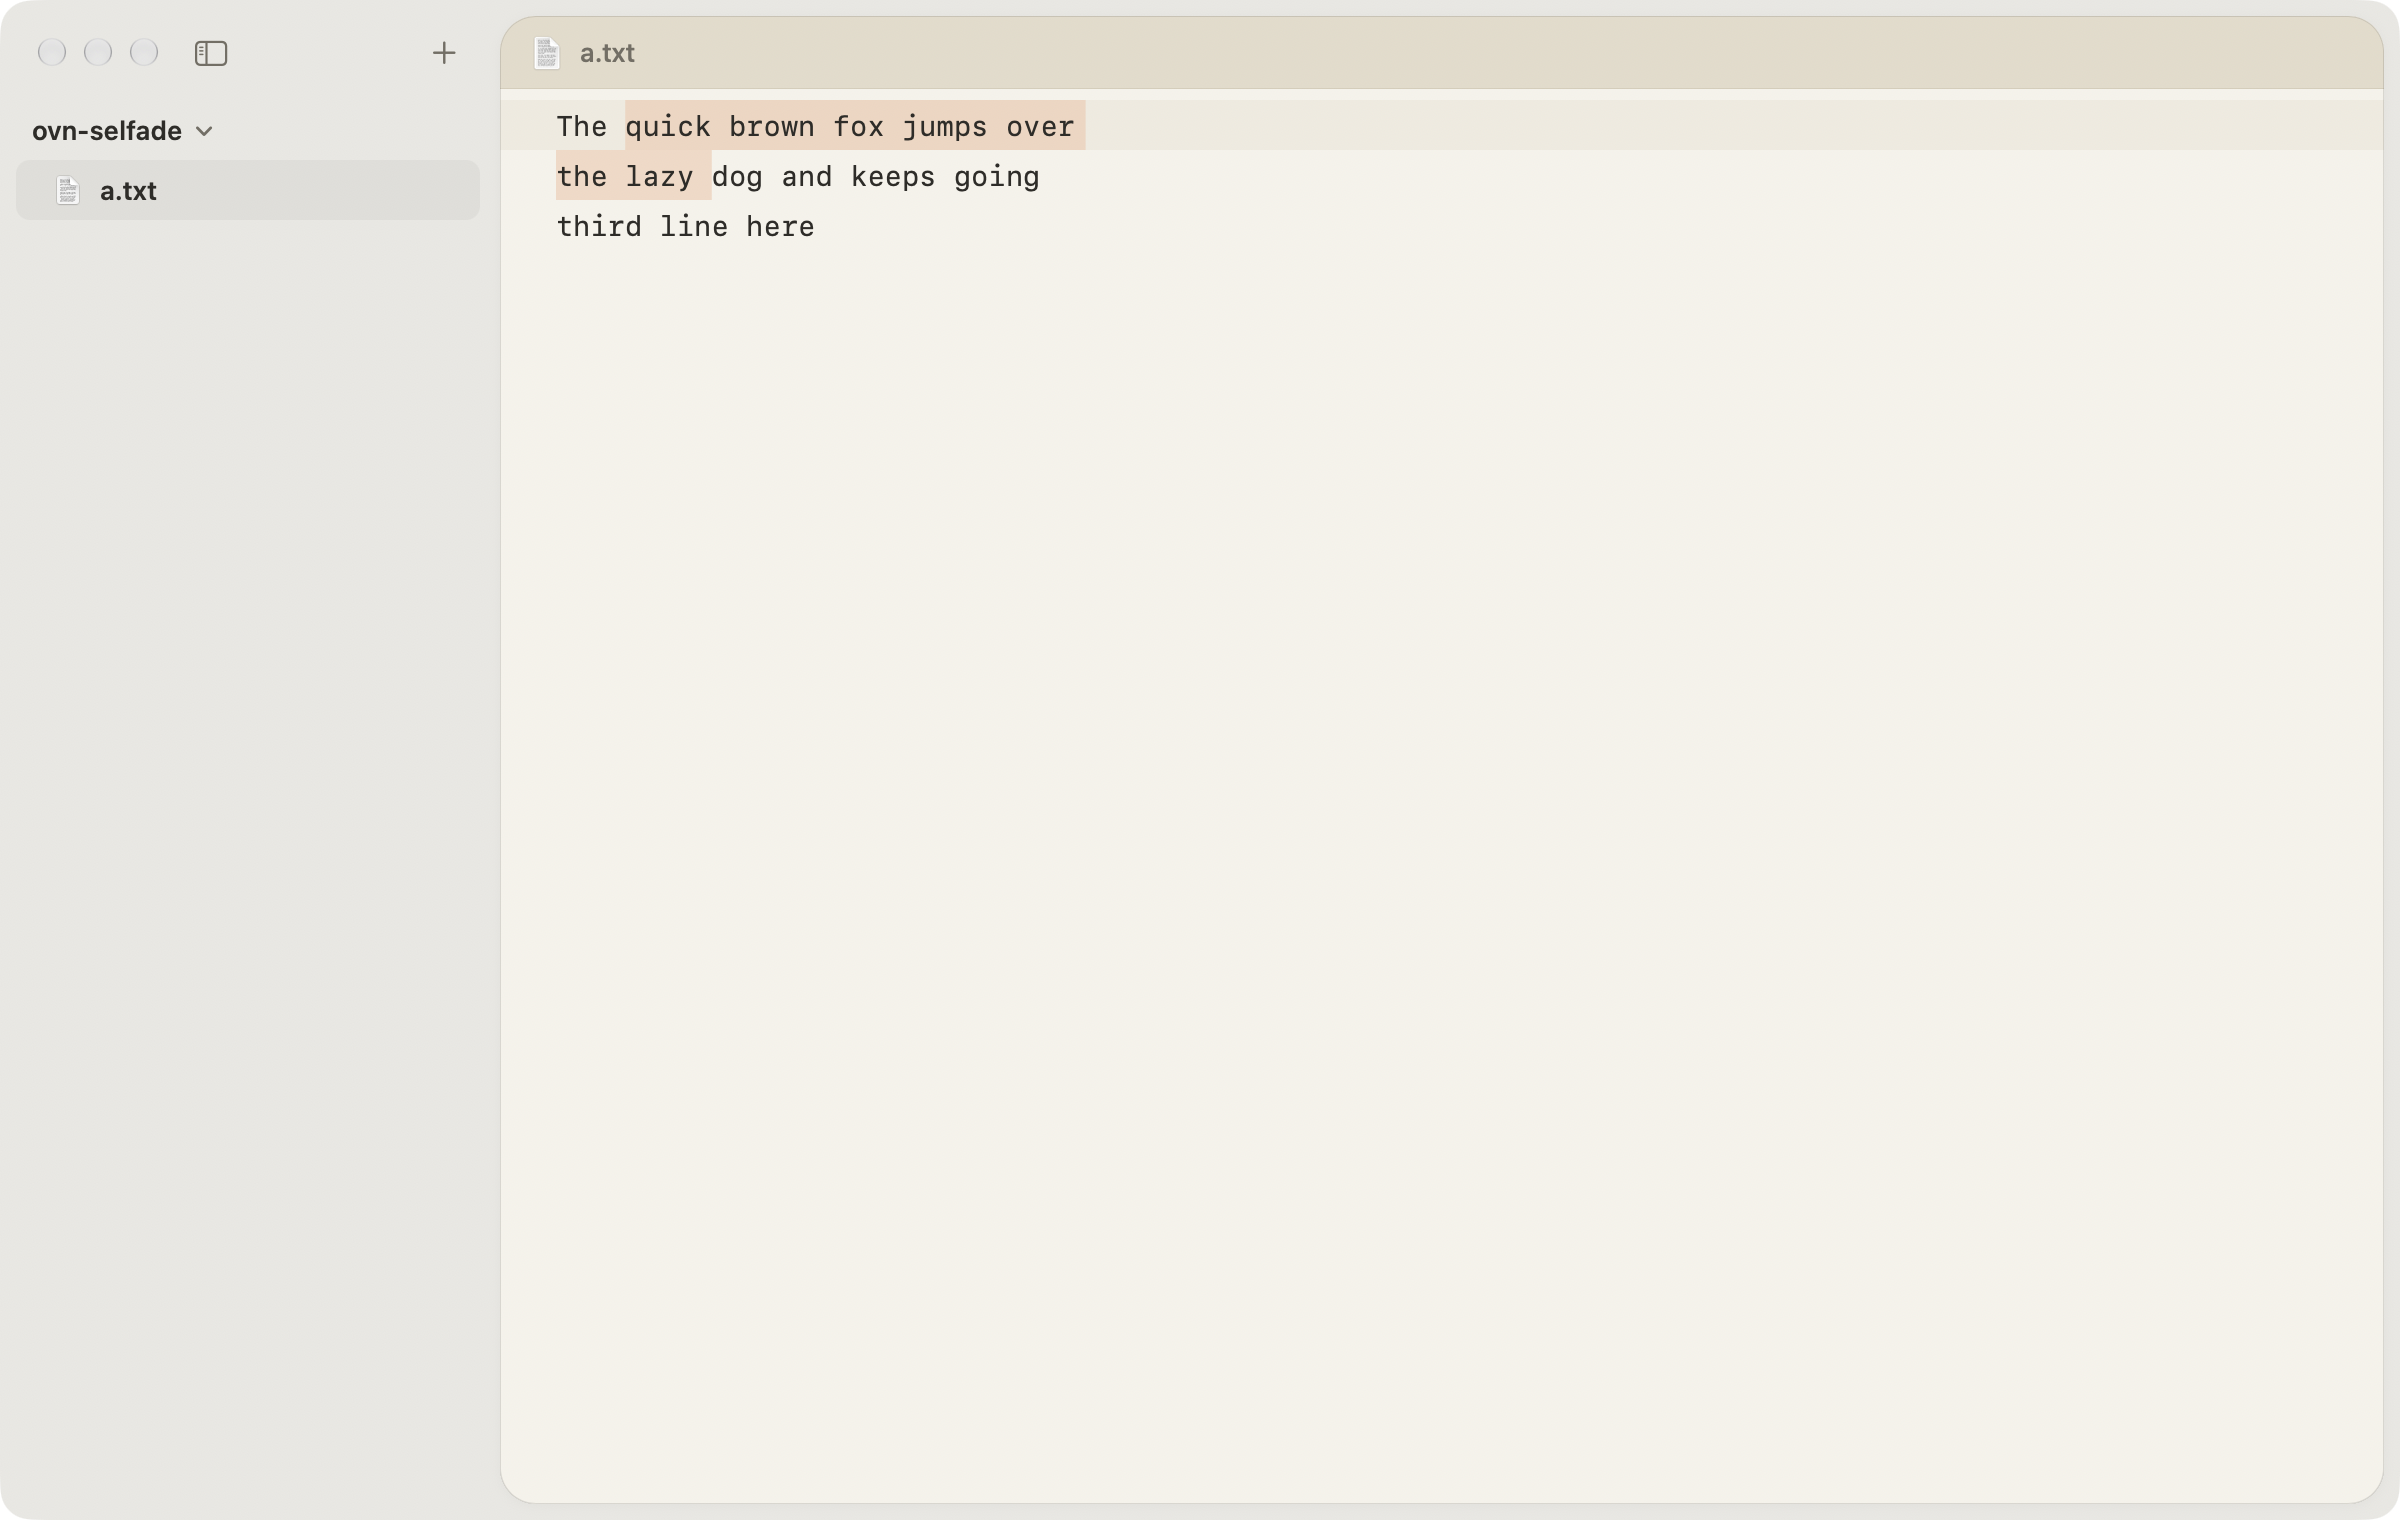 ovn-selfade
a.txt
a.txt
The quick brown fox jumps over
the lazy dog and keeps going
third line here